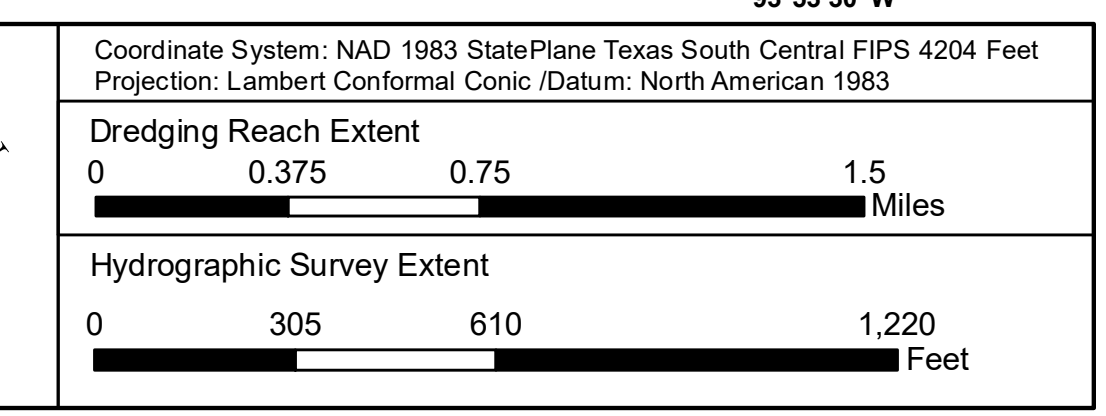 Coordinate System: NAD 1983 StatePlane Texas South Central FIPS 4204 Feet
Projection: Lambert Conformal Conic /Datum: North American 1983
Dredging Reach Extent
0 0.375 0.75 1.5
Miles
Hydrographic Survey Extent
0 305 610 1,220
Feet